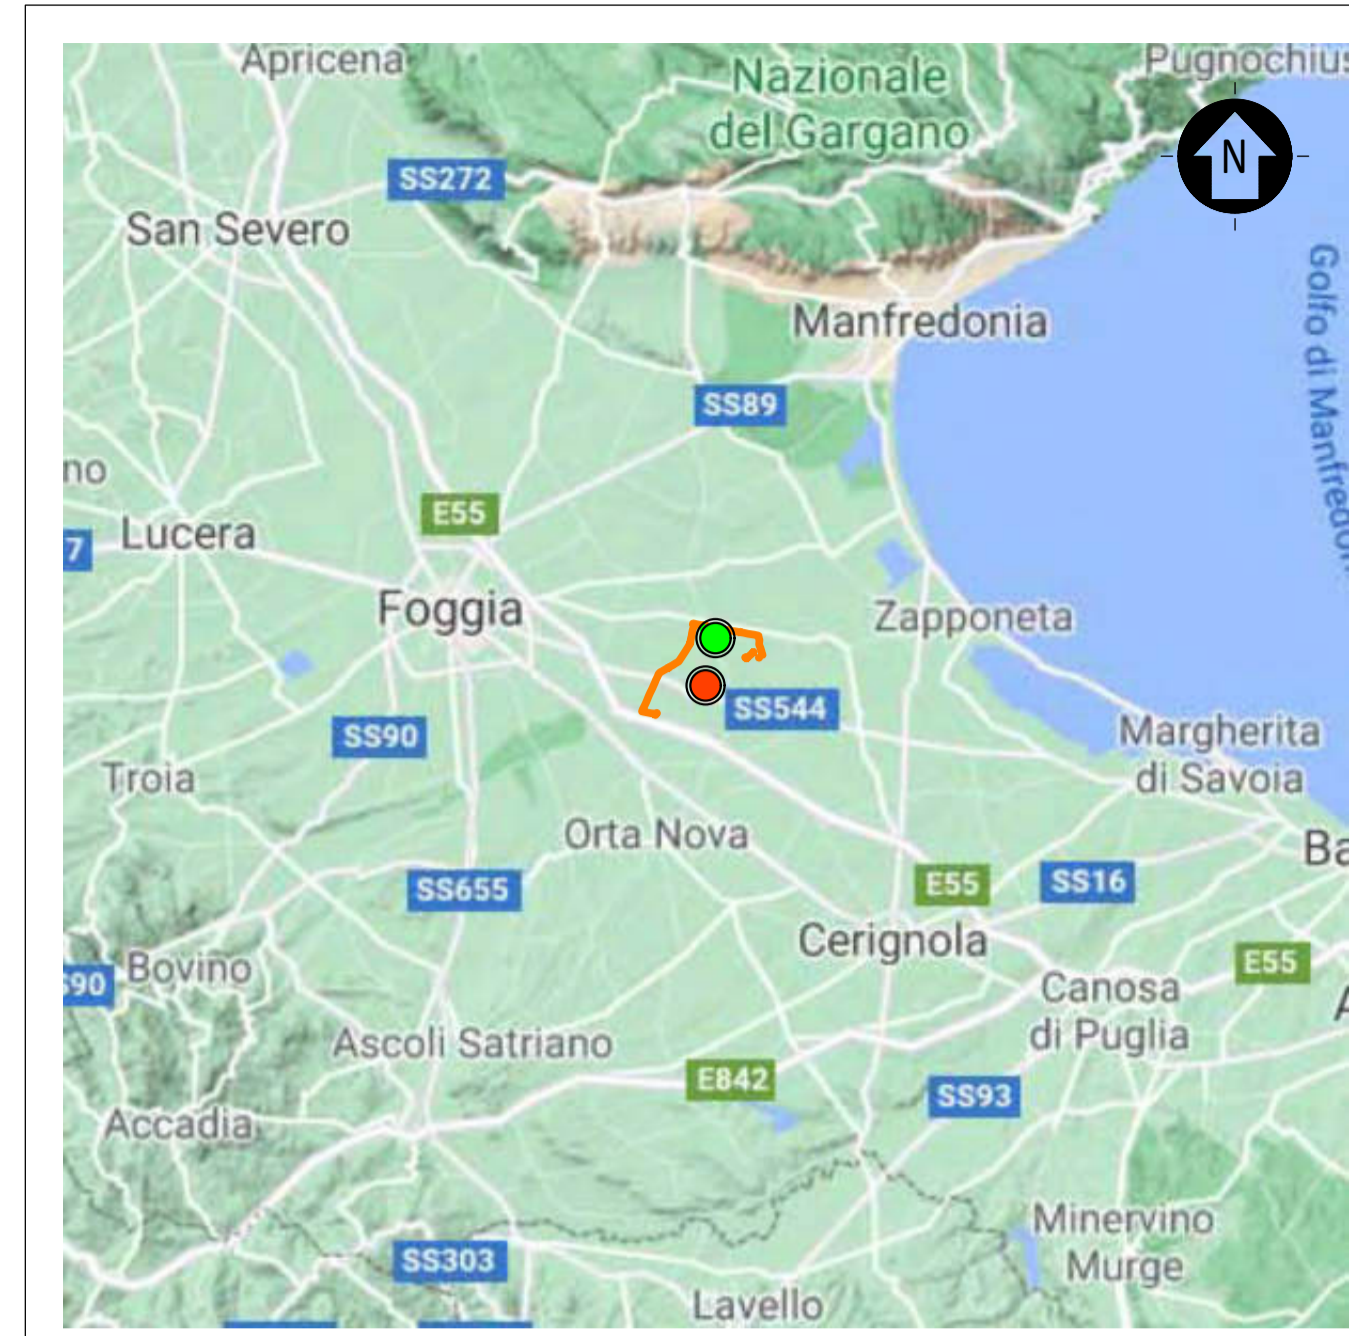 Apricena
Nazionale
del Gargano
Pugnochius
N
SS272
San Severo
Golfo di Manfredon
Manfredonia
SS89
no
E55
Lucera
7
Foggia
Zapponeta
SS544
SS90
Margherita
di Savoia
Troia
Orta Nova
Ba
SS655
E55
SS16
Cerignola
E55
Bovino
S90
Canosa
di Puglia
A
Ascoli Satriano
E842
SS93
Accadia
Minervino
Murge
SS303
Lavello